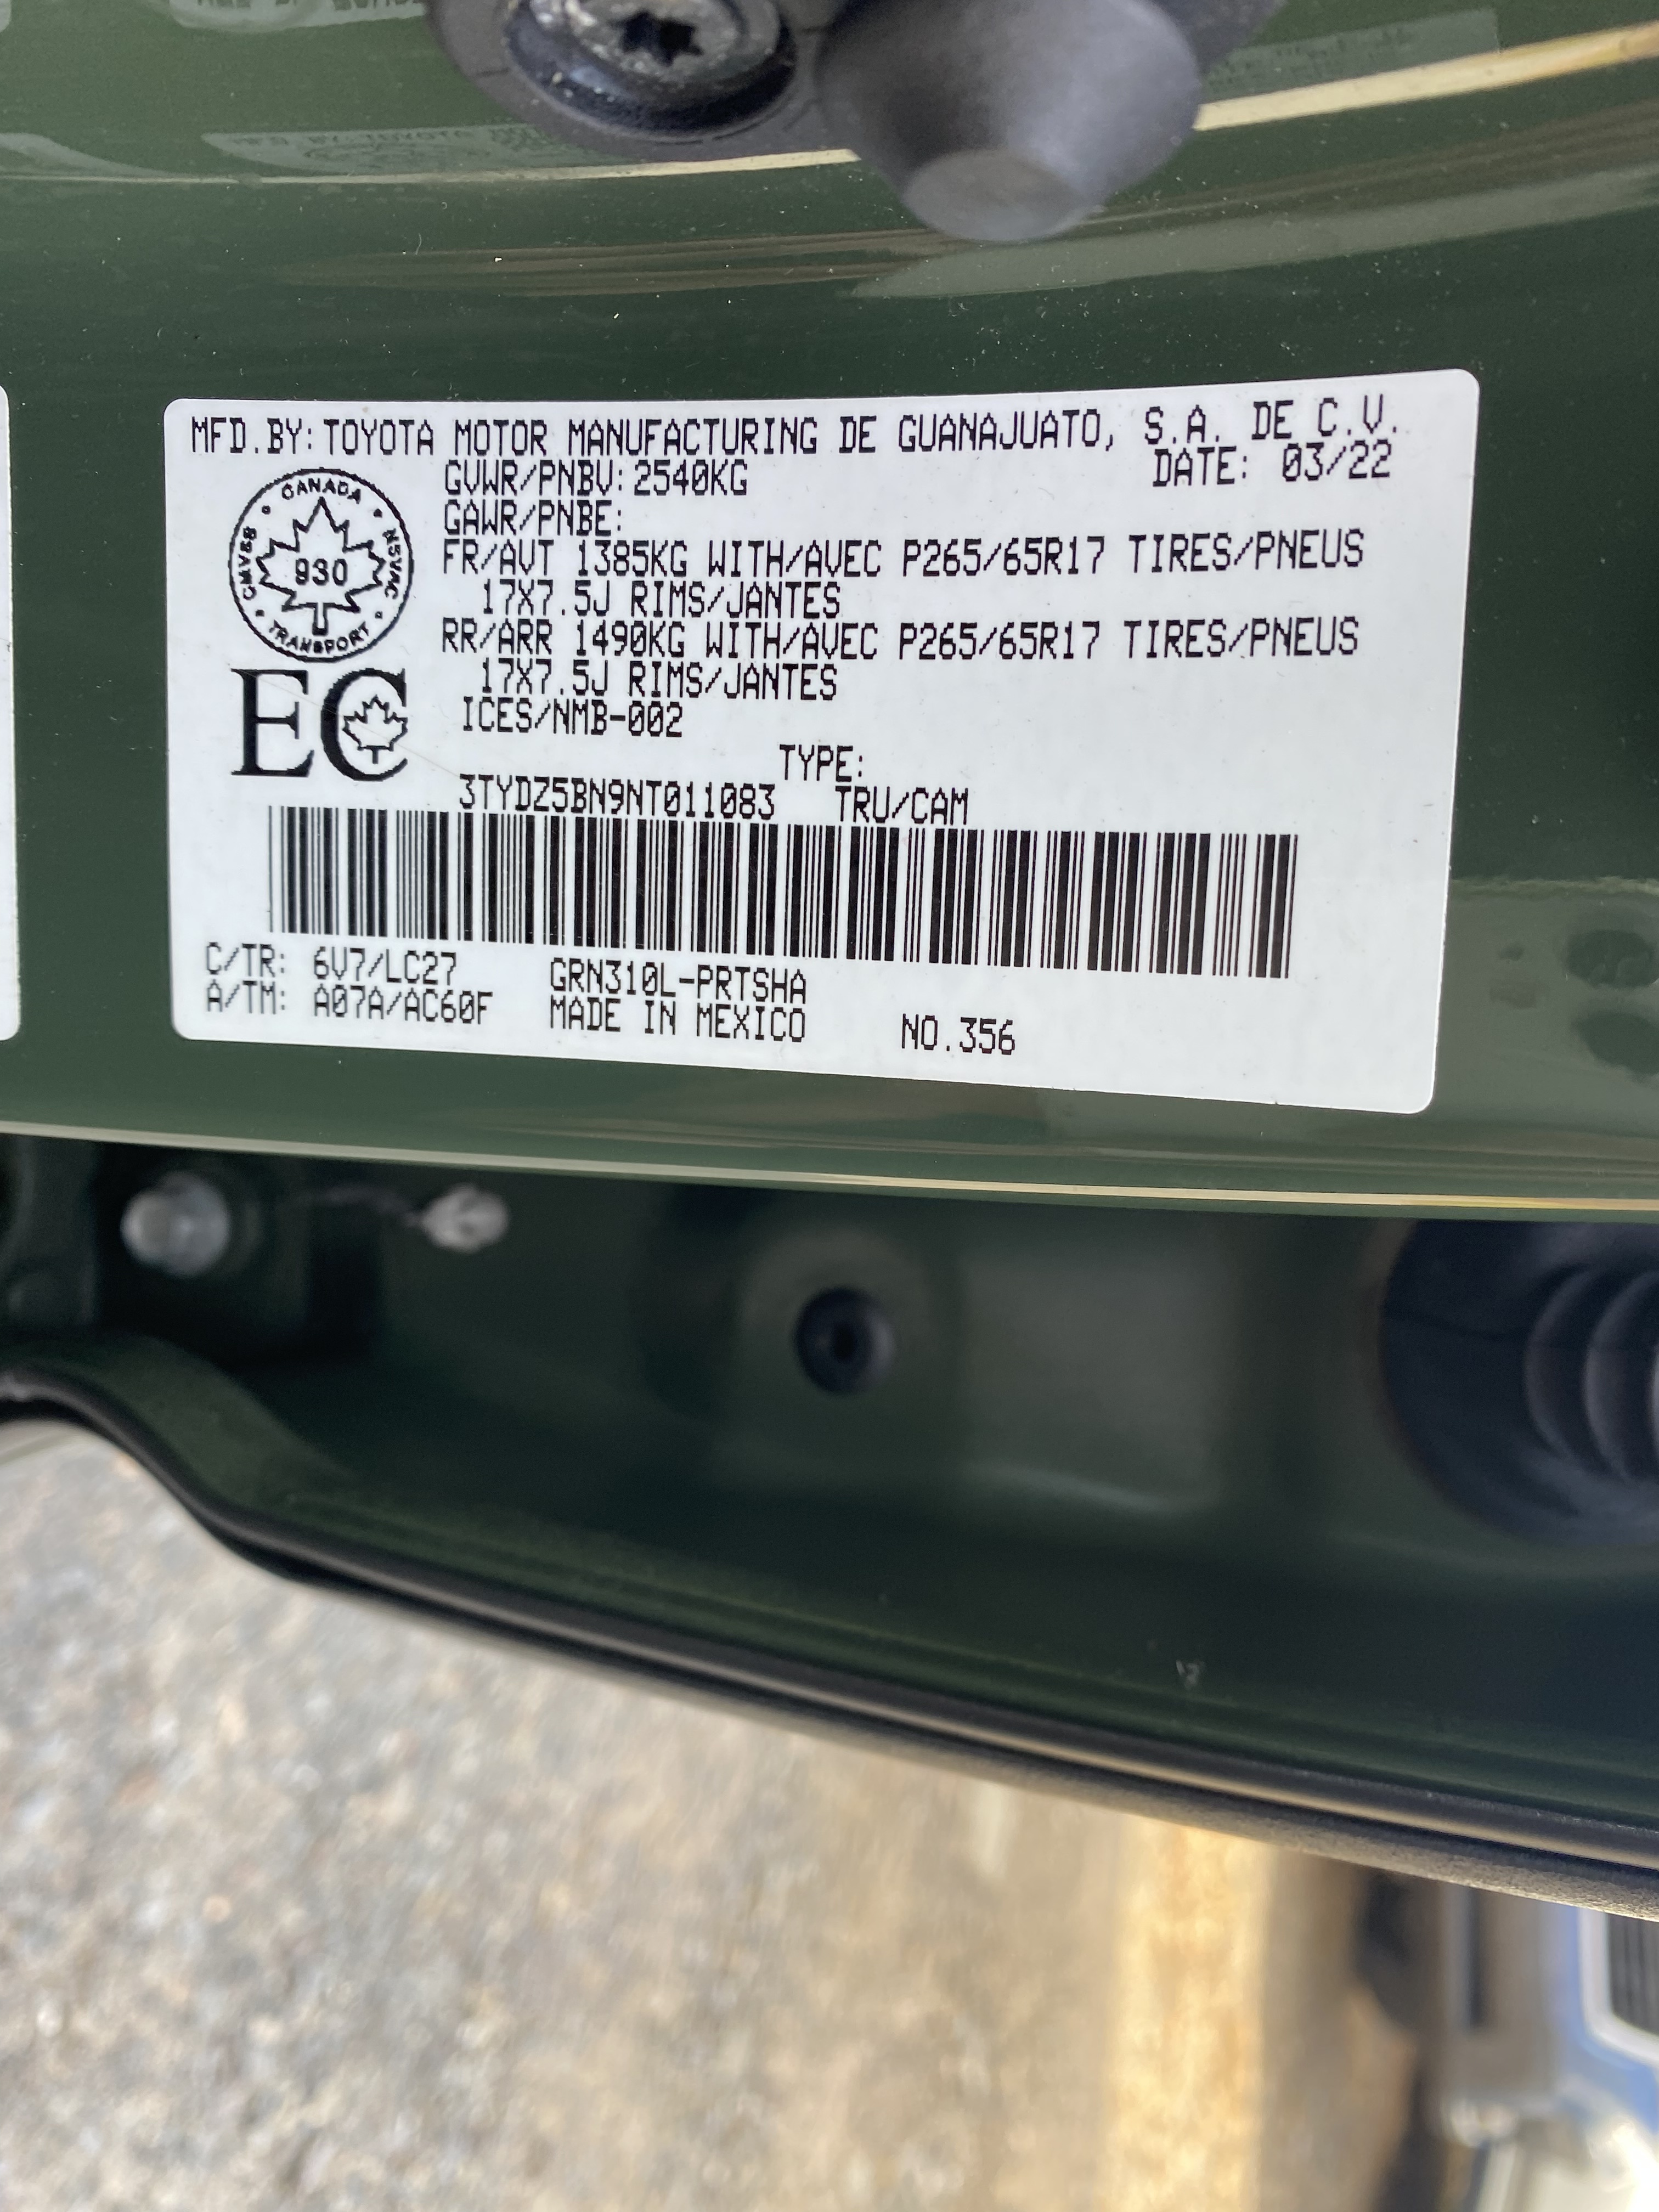 MFD.BY: TOYOTA MOTOR MANUFACTURING DE GUANAJUATO, S.A. DE C.V.
GVWR/PNBV: 2540KG DATE: 03/22
GAWR/PNBE:
FR/AVT 1385KG WITH/AVEC P265/65R17 TIRES/PNEUS
17X7.5J RIMS/JANTES
RR/ARR 1490KG WITH/AVEC P265/65R17 TIRES/PNEUS
17X7.5J RIMS/JANTES
ICES/NMB-002
CANADA
CMVSS
NSVAC
930
TRANSPORT
EC
TYPE:
3TYDZ5BN9NT011083 TRU/CAM
C/TR: 6V7/LC27 GRN310L-PRTSHA
A/TM: A07A/AC60F MADE IN MEXICO NO.356